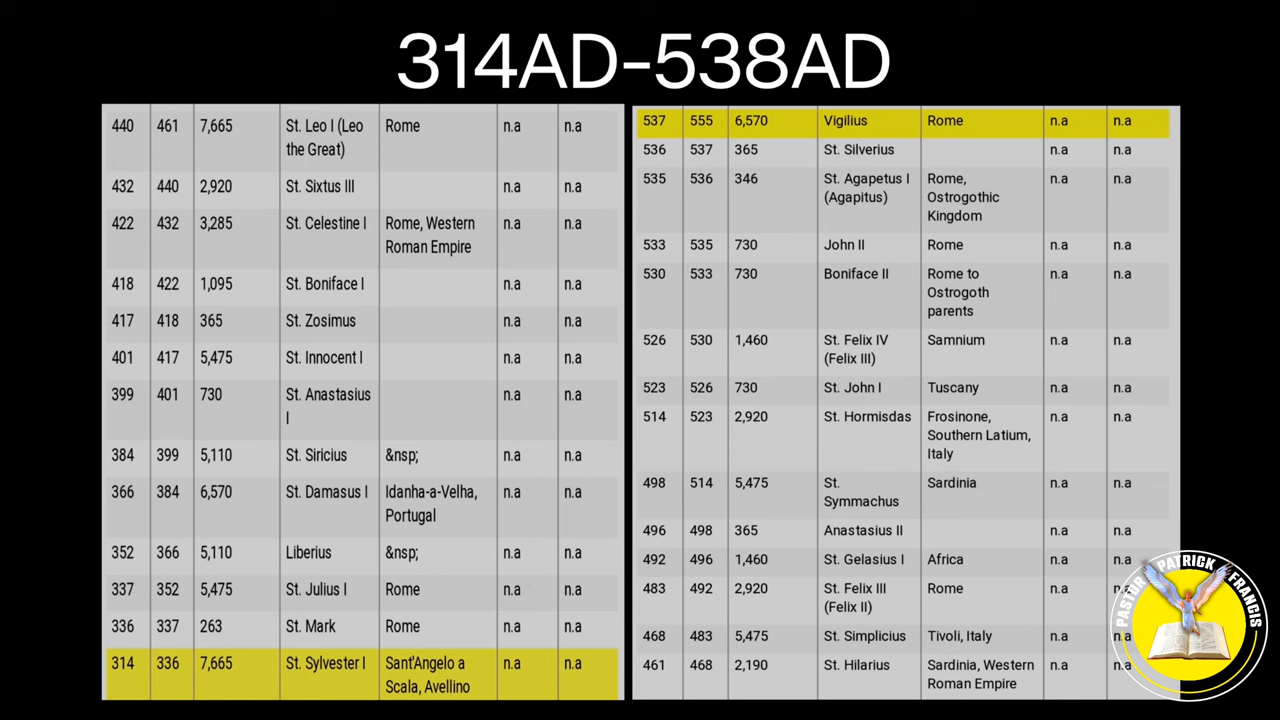 314AD-538AD
440 461 7,665 St. Leo I (Leo Rome n.a n.a
the Great)
432 440 2,920 St. Sixtus III n.a n.a
422 432 3,285 St. Celestine I Rome, Western n.a n.a
Roman Empire
418 422 1,095 St. Boniface I n.a n.a
417 418 365 St. Zosimus n.a n.a
401 417 5,475 St. Innocent I n.a n.a
399 401 730 St. Anastasius n.a n.a
I
384 399 5,110 St. Siricius &nsp; n.a n.a
366 384 6,570 St. Damasus I Idanha-a-Velha, n.a n.a
Portugal
352 366 5,110 Liberius &nsp; n.a n.a
337 352 5,475 St. Julius I Rome n.a n.a
336 337 263 St. Mark Rome n.a n.a
314 336 7,665 St. Sylvester I Sant'Angelo a n.a n.a
Scala, Avellino
537 555 6,570 Vigilius Rome n.a n.a
536 537 365 St. Silverius n.a n.a
535 536 346 St. Agapetus I Rome, n.a n.a
(Agapitus) Ostrogothic
Kingdom
533 535 730 John II Rome n.a n.a
530 533 730 Boniface II Rome to n.a n.a
Ostrogoth
parents
526 530 1,460 St. Felix IV Samnium n.a n.a
(Felix III)
523 526 730 St. John I Tuscany n.a n.a
514 523 2,920 St. Hormisdas Frosinone, n.a n.a
Southern Latium,
Italy
498 514 5,475 St. Sardinia n.a n.a
Symmachus
496 498 365 Anastasius II n.a n.a
492 496 1,460 St. Gelasius I Africa n.a n.a
483 492 2,920 St. Felix III Rome n.a n.a
(Felix II)
468 483 5,475 St. Simplicius Tivoli, Italy n.a n.a
461 468 2,190 St. Hilarius Sardinia, Western n.a n.a
Roman Empire
PASTOR PATRICK FRANCIS